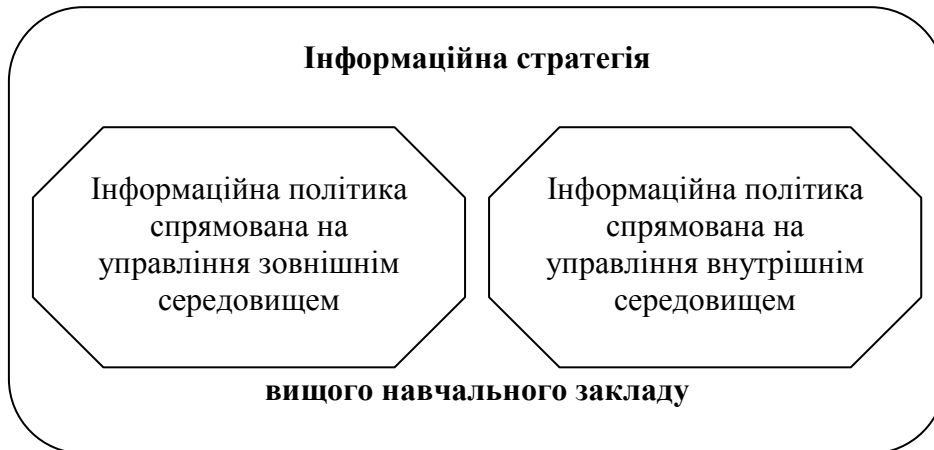 Інформаційна стратегія
Інформаційна політика
спрямована на
управління зовнішнім
середовищем
Інформаційна політика
спрямована на
управління внутрішнім
середовищем
вищого навчального закладу